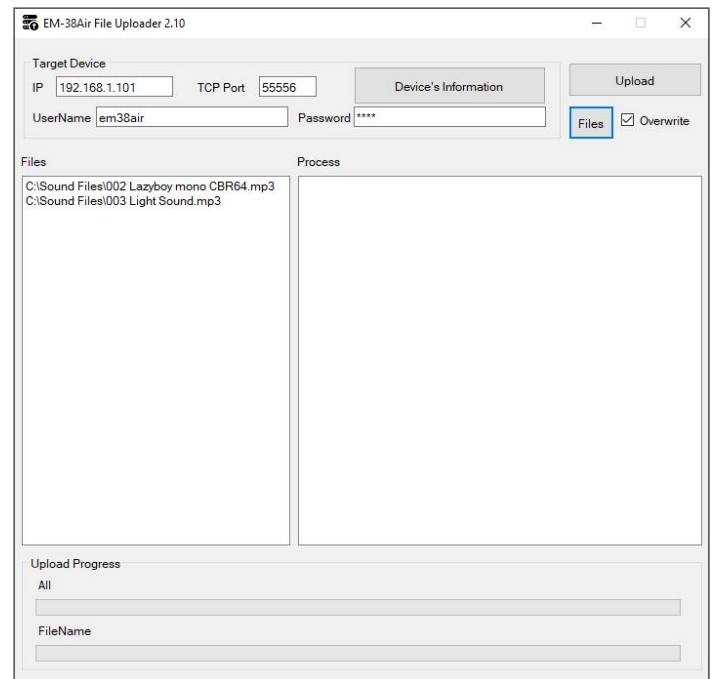 EM-38Air File Uploader 2.10
Target Device
IP 192.168.1.101 TCP Port 55556 Device's Information Upload
UserName em38air Password **** Files Overwrite
Files Process
C:\Sound Files\002 Lazyboy mono CBR64.mp3
C:\Sound Files\003 Light Sound.mp3
Upload Progress
All
FileName